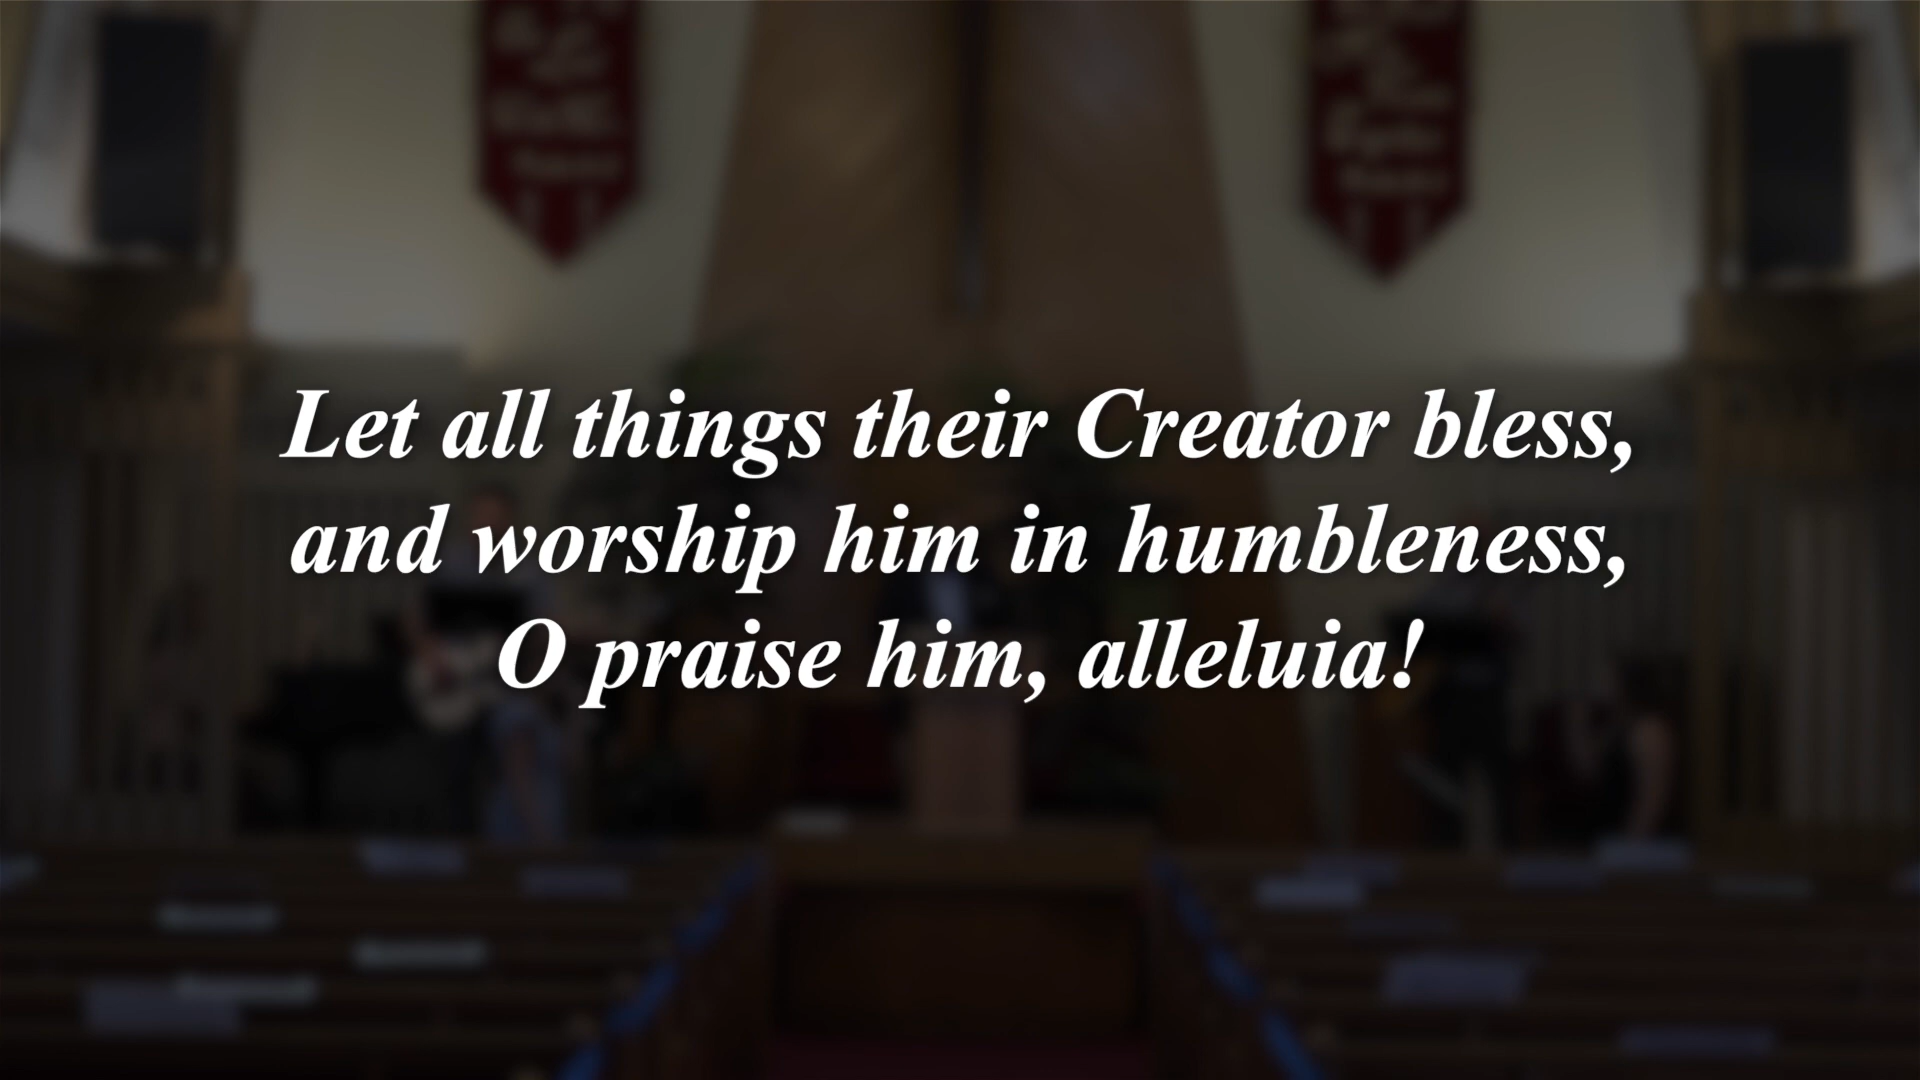 Let all things their Creator bless,
and worship him in humbleness,
O praise him, alleluia!